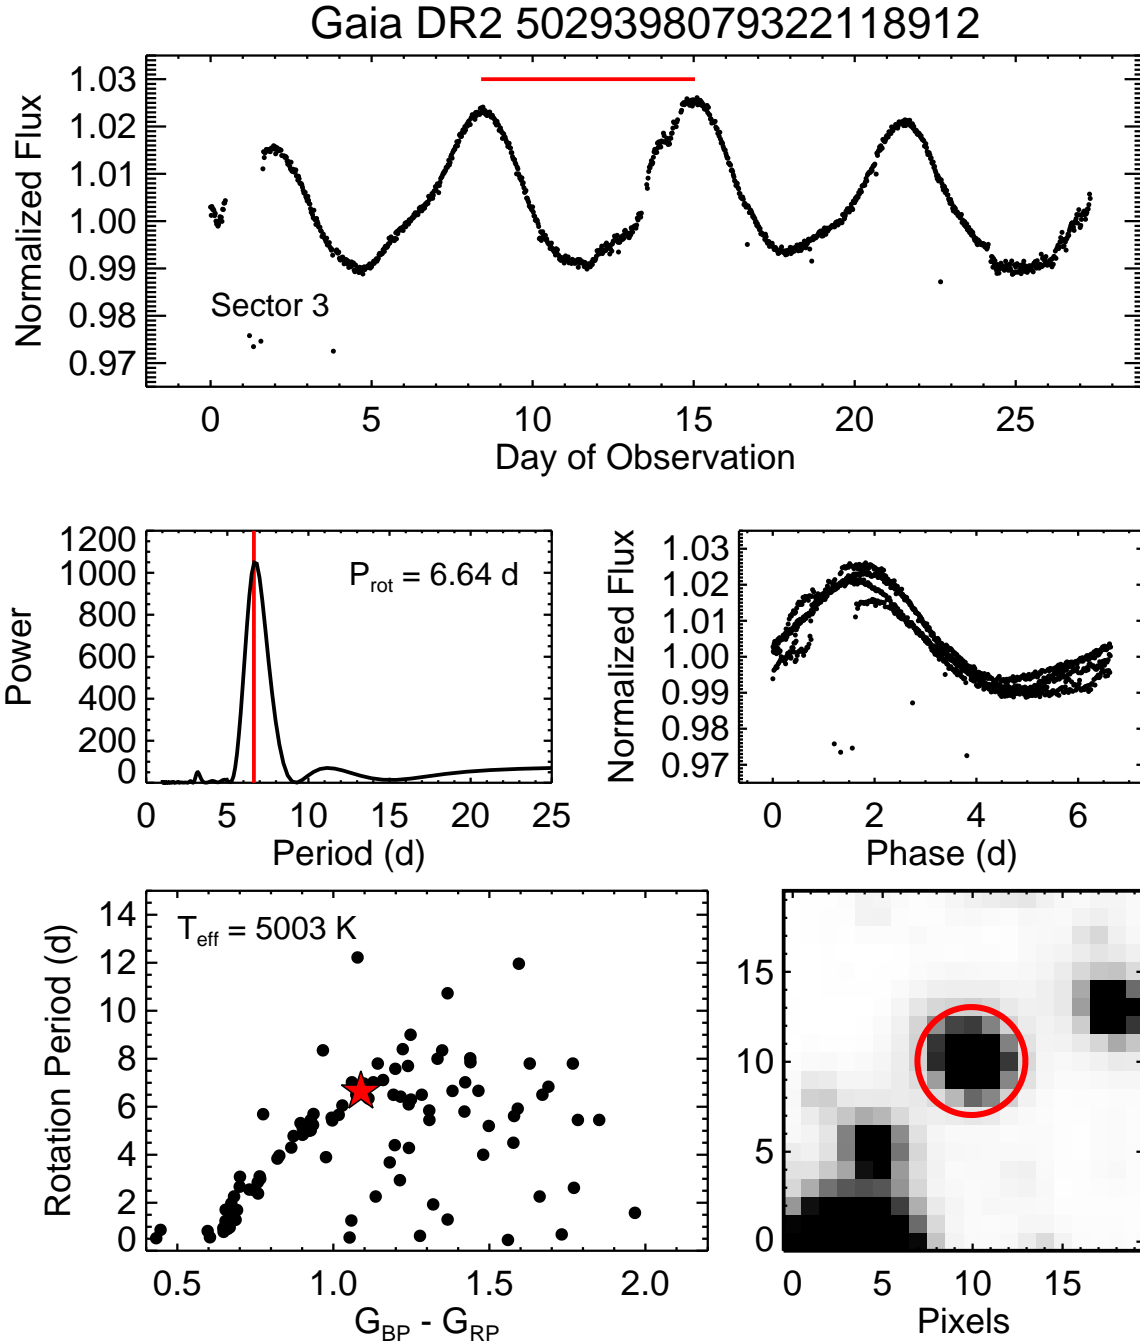 Gaia DR2 5029398079322118912
Normalized Flux
1.03
1.02
1.01
1.00
0.99
0.98
0.97
Sector 3
0 5 10 15 20 25
Day of Observation
Power
1200
1000
800
600
400
200
0
P_rot = 6.64 d
0 5 10 15 20 25
Period (d)
Normalized Flux
1.03
1.02
1.01
1.00
0.99
0.98
0.97
0 2 4 6
Phase (d)
Rotation Period (d)
14
12
10
8
6
4
2
0
T_eff = 5003 K
0.5 1.0 1.5 2.0
G_BP - G_RP
15
10
5
0
0 5 10 15
Pixels